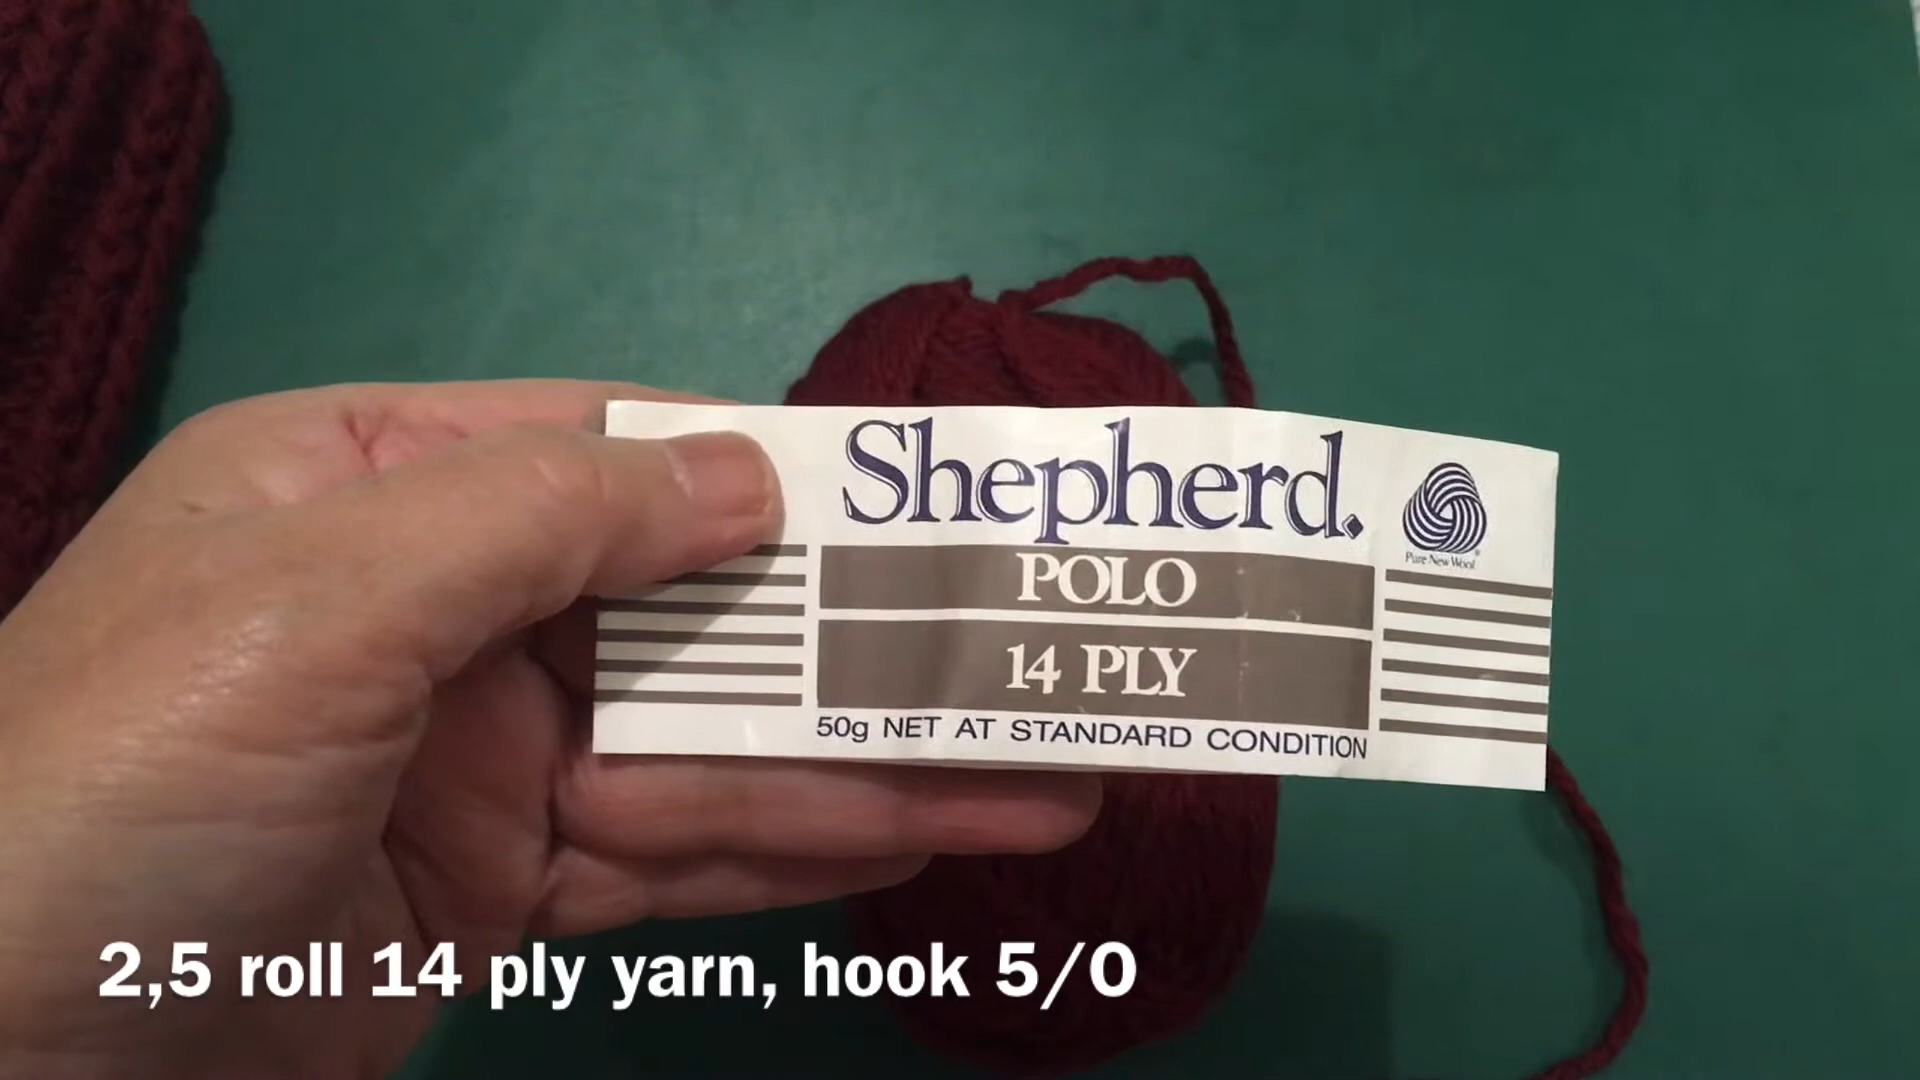 Shepherd.
Pure New Wool
POLO
14 PLY
50g NET AT STANDARD CONDITION
2,5 roll 14 ply yarn, hook 5/0